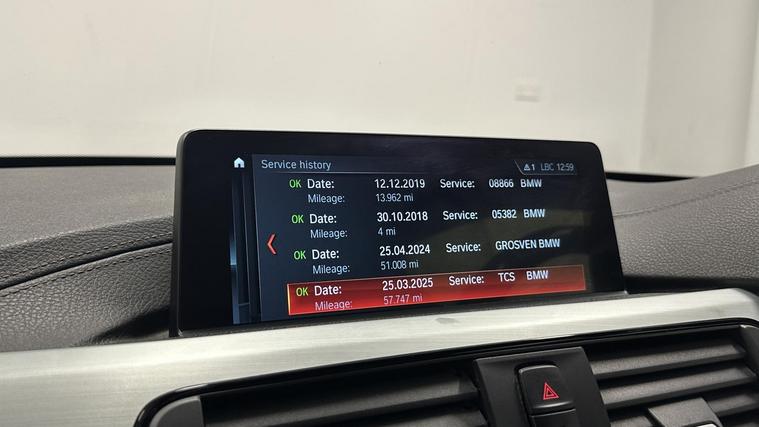 Service history
1 LBC 12:59
OK Date: 12.12.2019 Service: 08866 BMW
Mileage: 13.962 mi
OK Date: 30.10.2018 Service: 05382 BMW
Mileage: 4 mi
OK Date: 25.04.2024 Service: GROSVEN BMW
Mileage: 51.008 mi
OK Date: 25.03.2025 Service: TCS BMW
Mileage: 57.747 mi